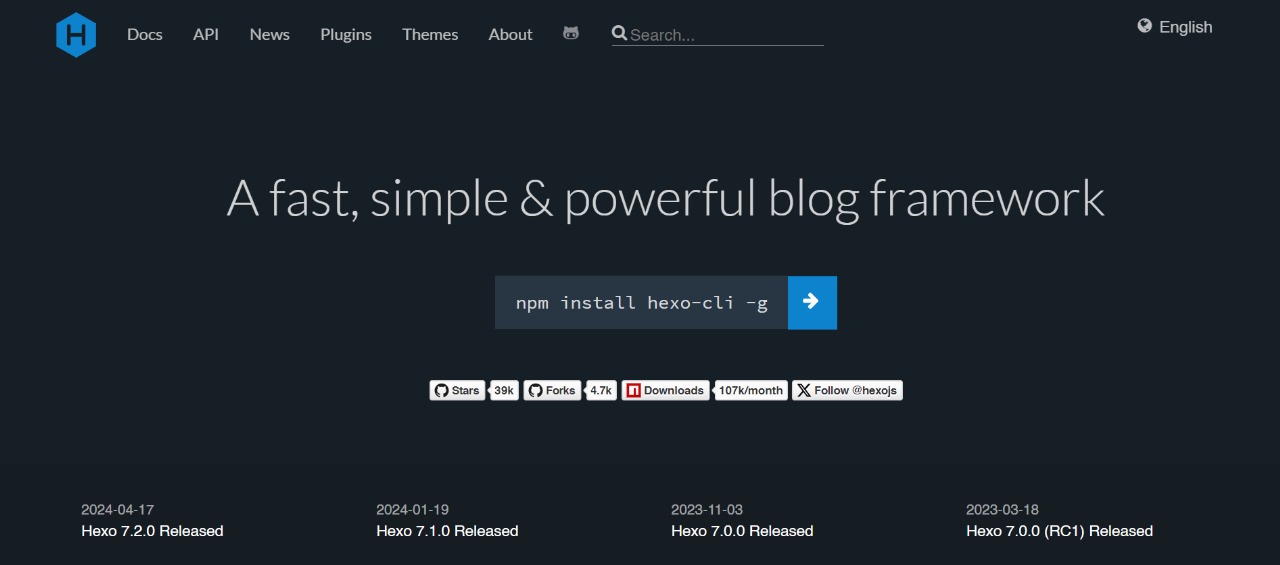 H Docs API News Plugins Themes About Search... English
A fast, simple & powerful blog framework
npm install hexo-cli -g
Stars 39k Forks 4.7k Downloads 107k/month Follow @hexojs
2024-04-17 2024-01-19 2023-11-03 2023-03-18
Hexo 7.2.0 Released Hexo 7.1.0 Released Hexo 7.0.0 Released Hexo 7.0.0 (RC1) Released